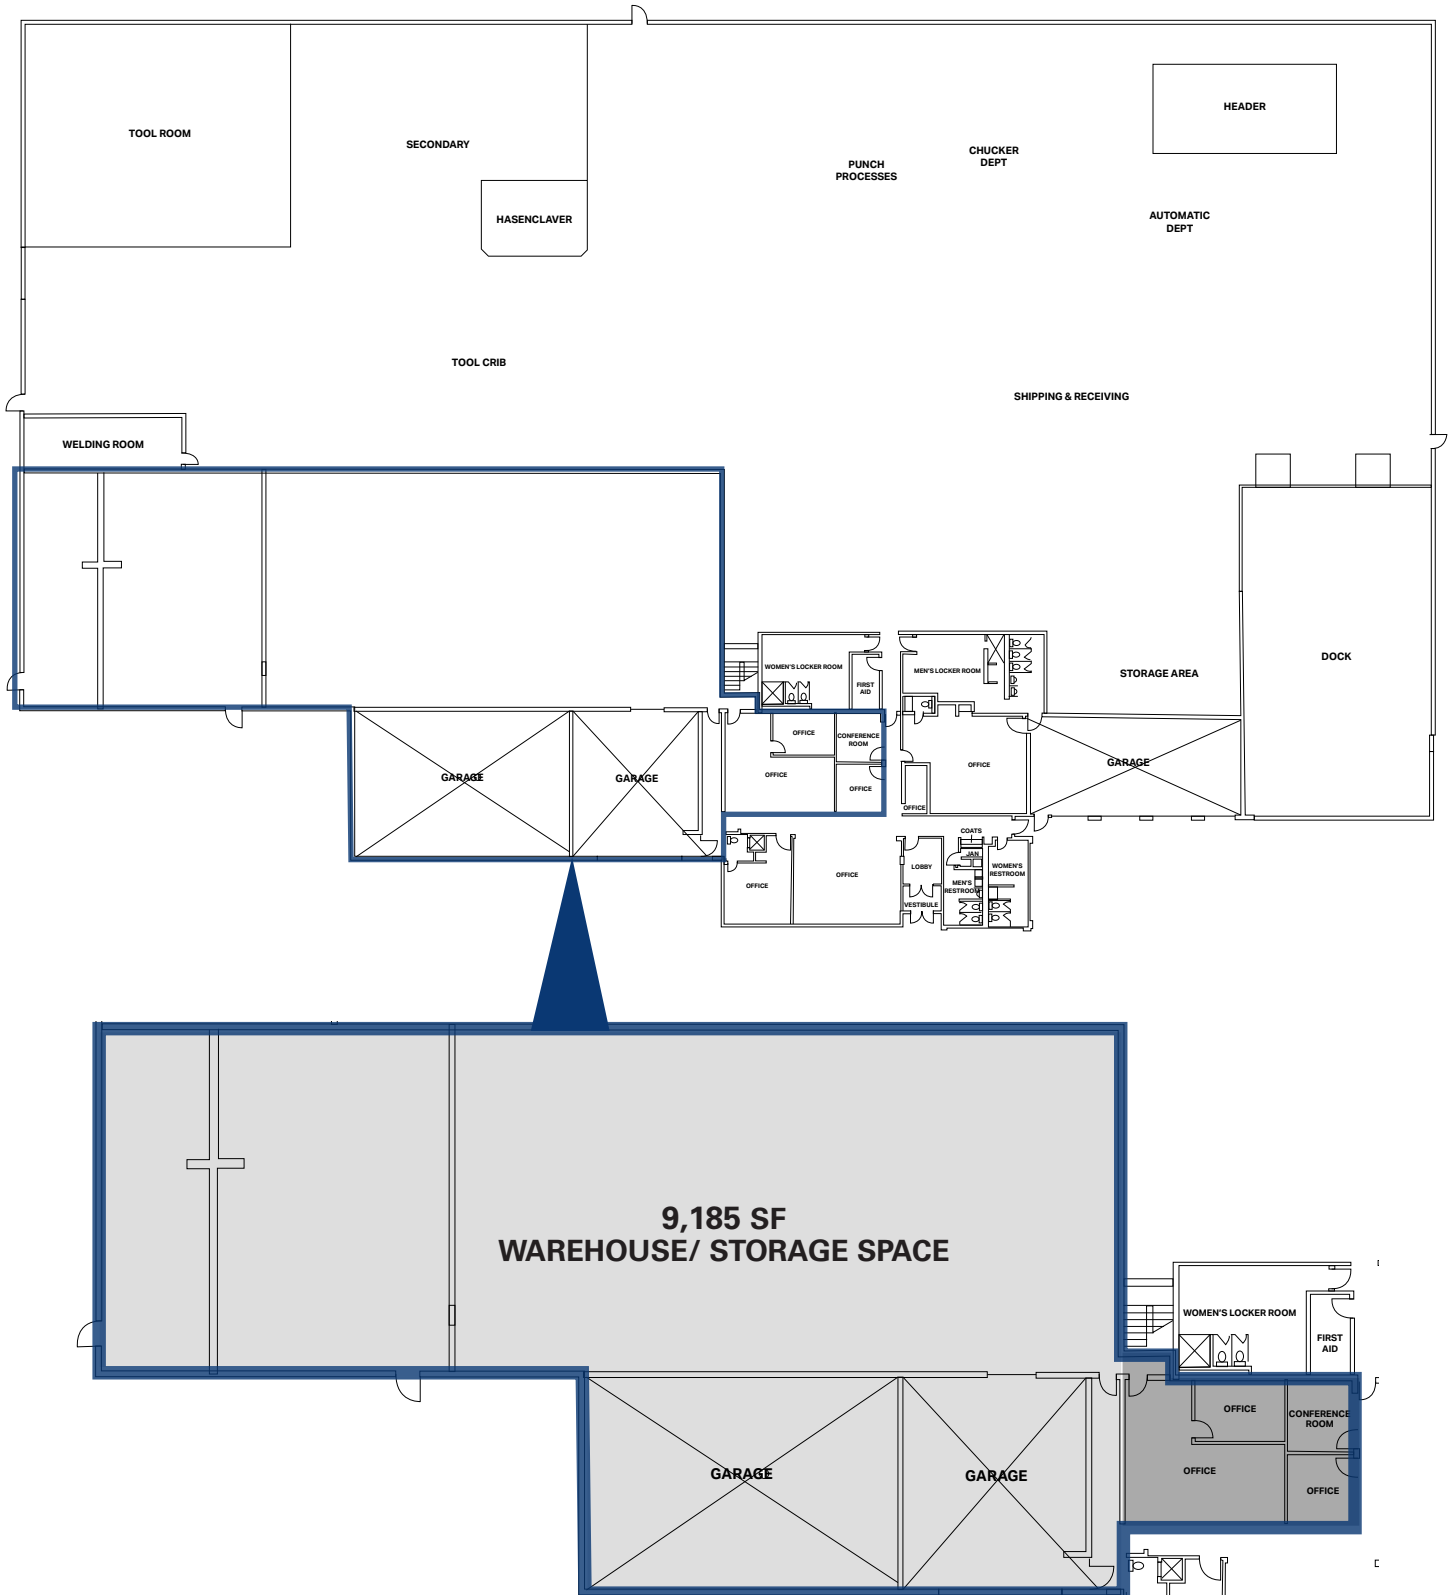 HEADER
TOOL ROOM
SECONDARY
CHUCKER
DEPT
PUNCH
PROCESSES
HASENCLAVER
AUTOMATIC
DEPT
TOOL CRIB
SHIPPING & RECEIVING
WELDING ROOM
WOMEN'S LOCKER ROOM
FIRST
AID
MEN'S LOCKER ROOM
STORAGE AREA
DOCK
GARAGE
GARAGE
OFFICE
CONFERENCE
ROOM
OFFICE
OFFICE
OFFICE
OFFICE
GARAGE
COATS
JAN
LOBBY
WOMEN'S
RESTROOM
OFFICE
OFFICE
MEN'S
RESTROOM
VESTIBULE
9,185 SF
WAREHOUSE/ STORAGE SPACE
WOMEN'S LOCKER ROOM
FIRST
AID
OFFICE
CONFERENCE
ROOM
GARAGE
GARAGE
OFFICE
OFFICE